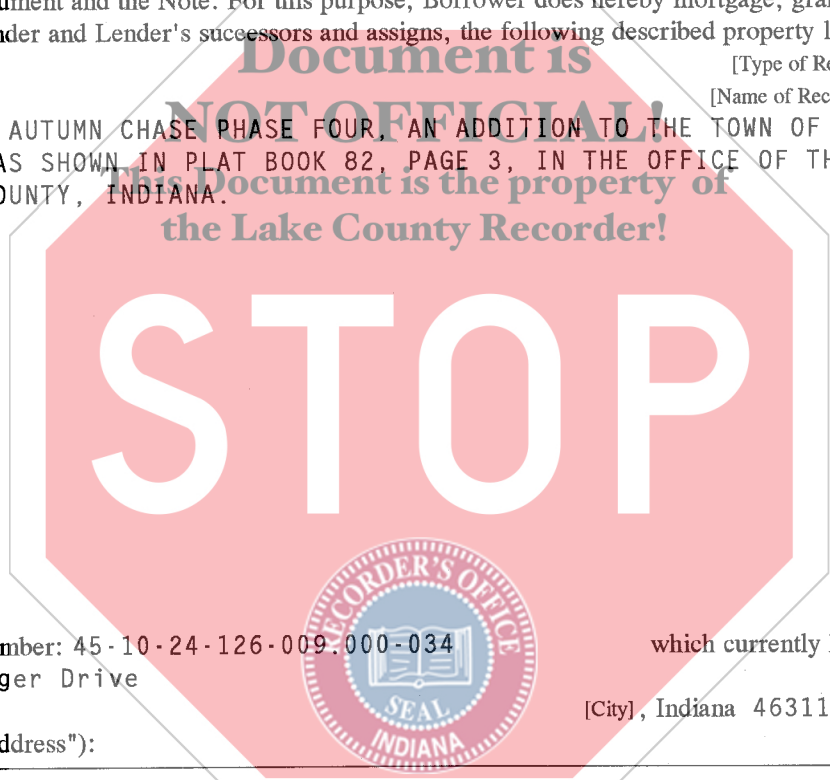 ument and the Note. For this purpose, Borrower does hereby mortgage, gra
nder and Lender's successors and assigns, the following described property l
Document is
[Type of Re
[Name of Rec
NOT OFFICIAL!
AUTUMN CHASE PHASE FOUR, AN ADDITION TO THE TOWN OF
AS SHOWN IN PLAT BOOK 82, PAGE 3, IN THE OFFICE OF TH
This Document is the property of
OUNTY, INDIANA.
the Lake County Recorder!
STOP
RECORDER'S OFFICE
mber: 45-10-24-126-009.000-034 which currently
ger Drive
SEAL
[City], Indiana 46311
INDIANA
ddress"):